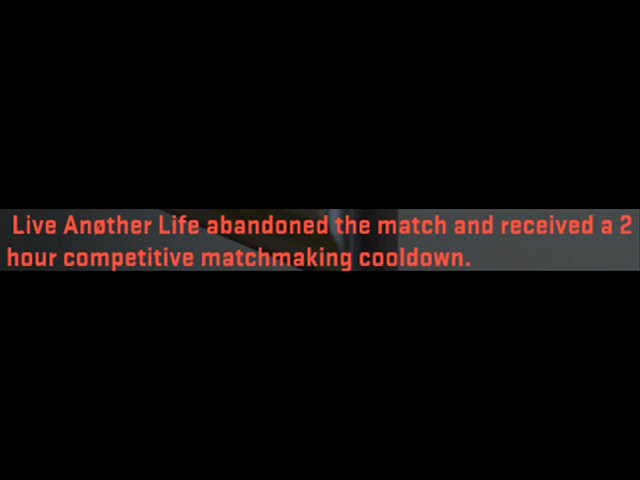 Live Anøther Life abandoned the match and received a 2
hour competitive matchmaking cooldown.